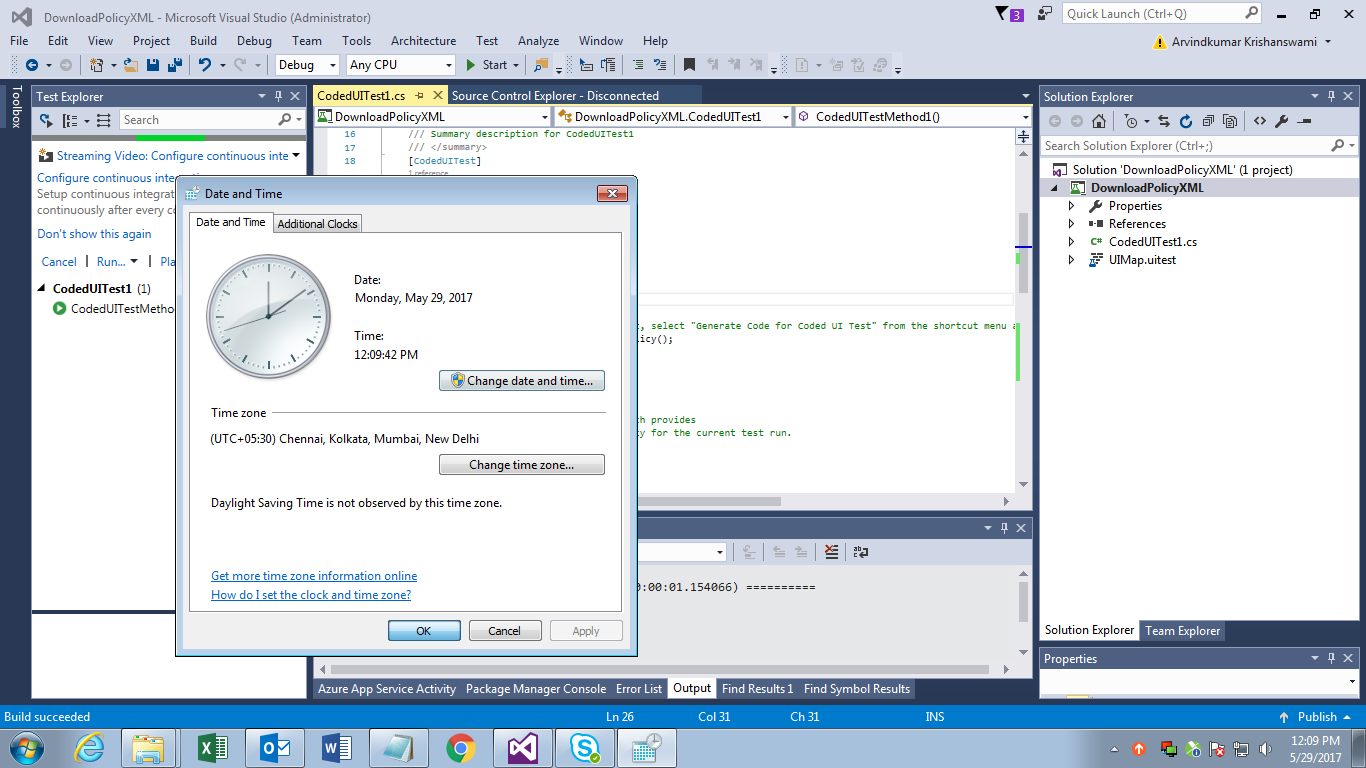 DownloadPolicyXML - Microsoft Visual Studio (Administrator)
3
Quick Launch (Ctrl+Q)
File Edit View Project Build Debug Team Tools Architecture Test Analyze Window Help
Arvindkumar Krishanswami
Debug
Any CPU
Start
Toolbox
Test Explorer
Search
Streaming Video: Configure continuous inte
Configure continuous inte
Setup continuous integrat
continuously after every co
Don't show this again
Cancel | Run... | Pla
CodedUITest1 (1)
CodedUITestMetho
CodedUITest1.cs
Source Control Explorer - Disconnected
DownloadPolicyXML
DownloadPolicyXML.CodedUITest1
CodedUITestMethod1()
16 /// Summary description for CodedUITest1
17 /// </summary>
18 [CodedUITest]
1 reference
, select "Generate Code for Coded UI Test" from the shortcut menu a
icy();
ch provides
ty for the current test run.
Date and Time
Date and Time
Additional Clocks
Date:
Monday, May 29, 2017
Time:
12:09:42 PM
Change date and time...
Time zone
(UTC+05:30) Chennai, Kolkata, Mumbai, New Delhi
Change time zone...
Daylight Saving Time is not observed by this time zone.
Get more time zone information online
How do I set the clock and time zone?
OK
Cancel
Apply
:00:01.154066) ==========
Azure App Service Activity
Package Manager Console
Error List
Output
Find Results 1
Find Symbol Results
Solution Explorer
Search Solution Explorer (Ctrl+;)
Solution 'DownloadPolicyXML' (1 project)
DownloadPolicyXML
Properties
References
C# CodedUITest1.cs
UIMap.uitest
Solution Explorer
Team Explorer
Properties
Build succeeded
Ln 26
Col 31
Ch 31
INS
Publish
12:09 PM
5/29/2017